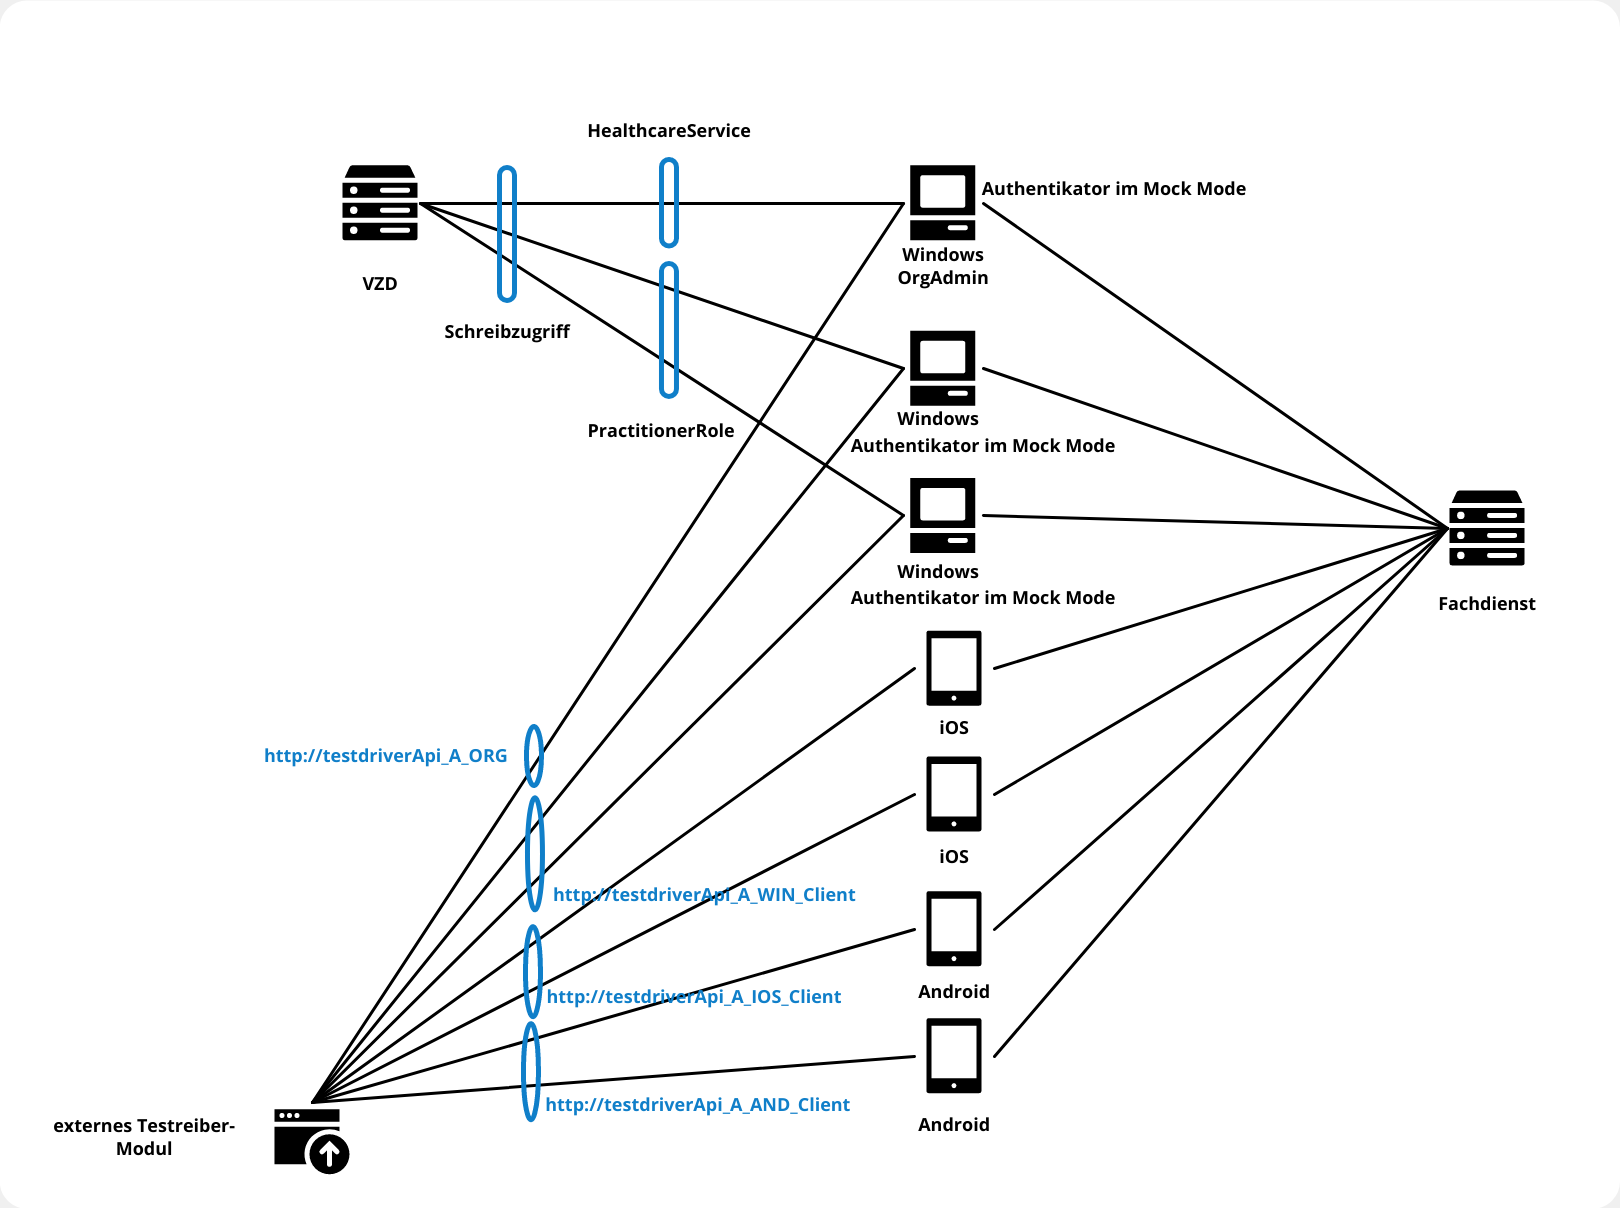 HealthcareService
Authentikator im Mock Mode
Windows
OrgAdmin
VZD
Schreibzugriff
Windows
Authentikator im Mock Mode
PractitionerRole
Windows
Authentikator im Mock Mode
Fachdienst
iOS
http://testdriverApi_A_ORG
iOS
http://testdriverApi_A_WIN_Client
Android
http://testdriverApi_A_IOS_Client
http://testdriverApi_A_AND_Client
Android
externes Testreiber-
Modul